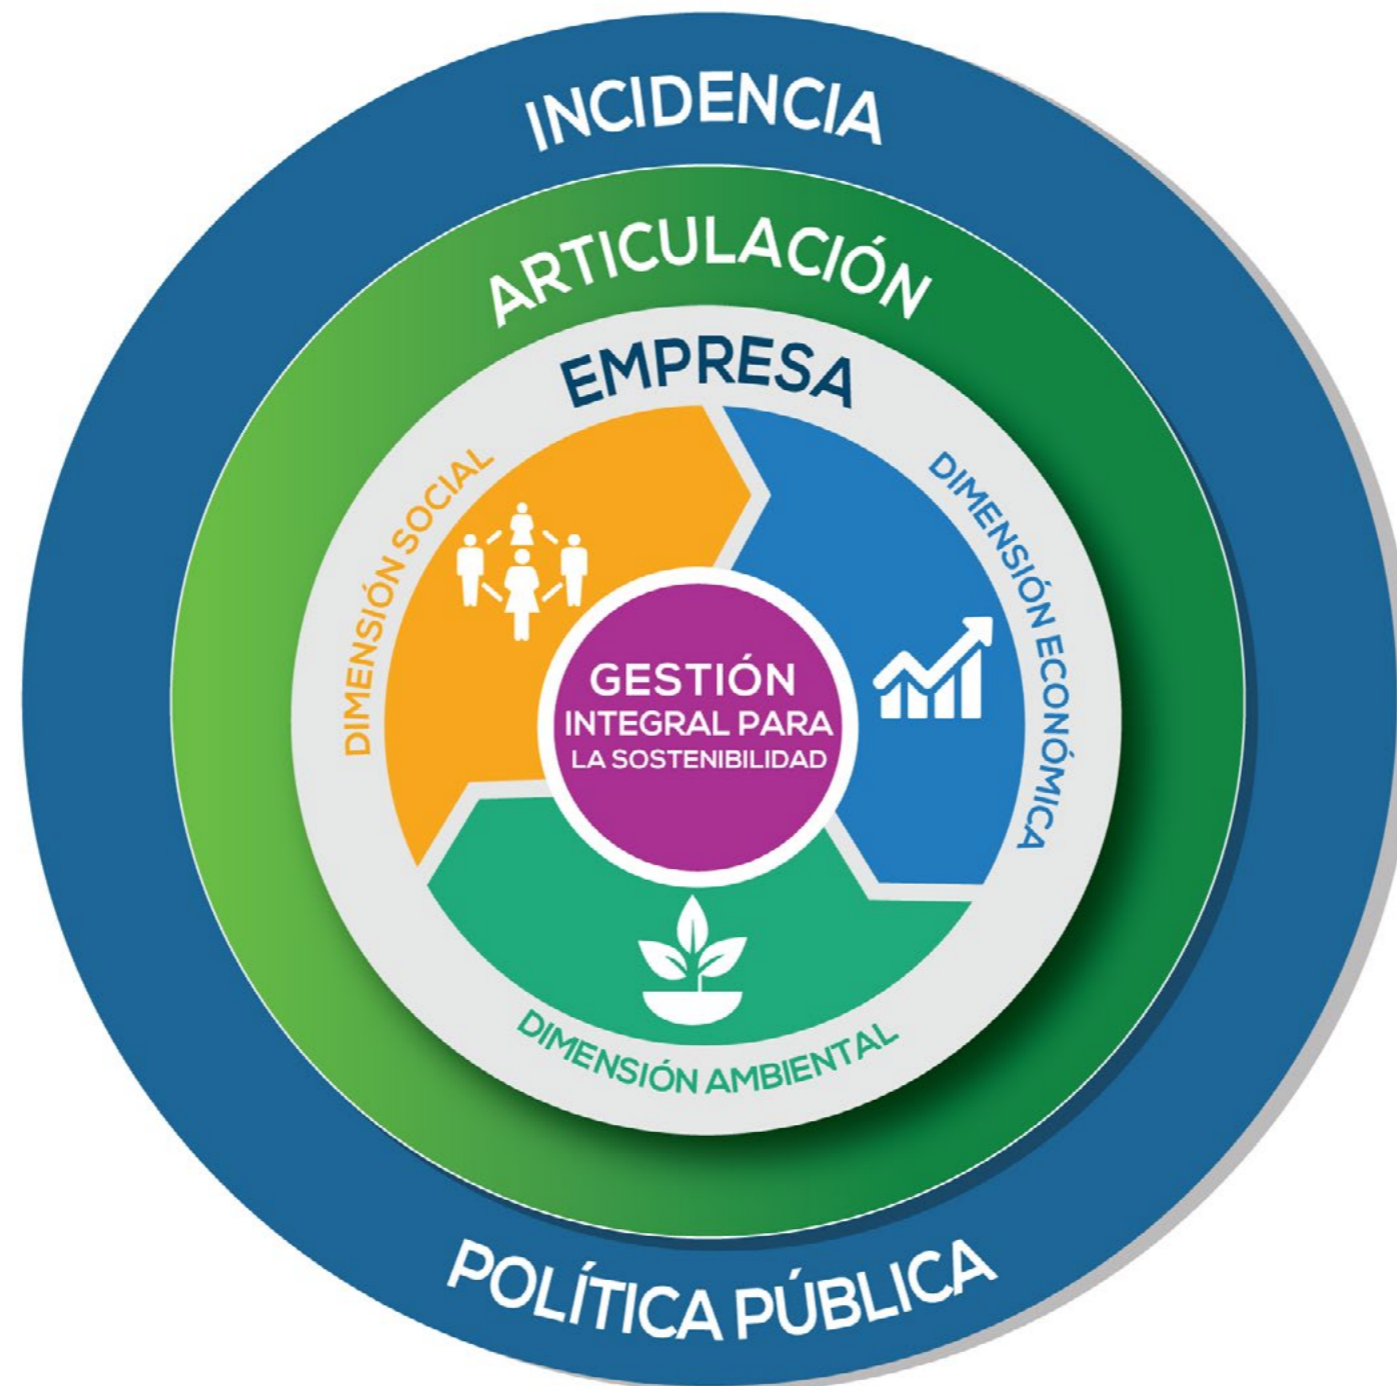 INCIDENCIA
ARTICULACIÓN
EMPRESA
DIMENSIÓN SOCIAL
DIMENSIÓN ECONÓMICA
GESTIÓN
INTEGRAL PARA
LA SOSTENIBILIDAD
DIMENSIÓN AMBIENTAL
POLÍTICA PÚBLICA